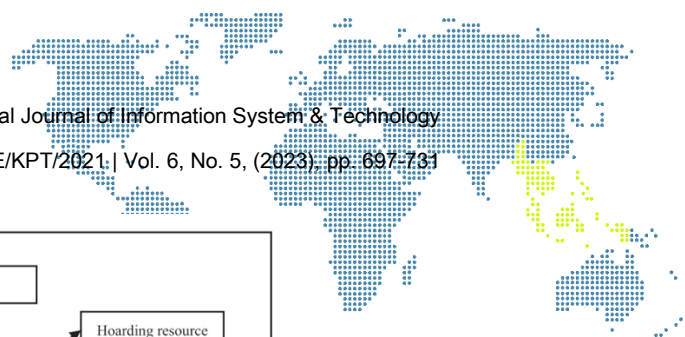 al Journal of Information System & Technology
E/KPT/2021 | Vol. 6, No. 5, (2023), pp. 697-731
Hoarding resource